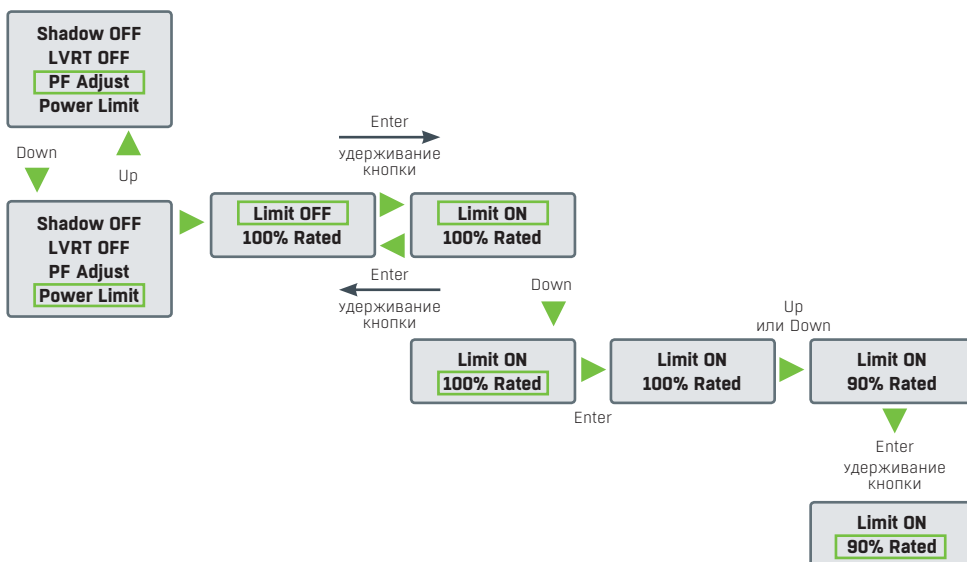 Shadow OFF
LVRT OFF
PF Adjust
Power Limit
Enter
удерживание
кнопки
Down
Up
Shadow OFF
LVRT OFF
PF Adjust
Power Limit
Limit OFF
100% Rated
Limit ON
100% Rated
Enter
удерживание
кнопки
Down
Up
или Down
Limit ON
100% Rated
Enter
Limit ON
100% Rated
Limit ON
90% Rated
Enter
удерживание
кнопки
Limit ON
90% Rated